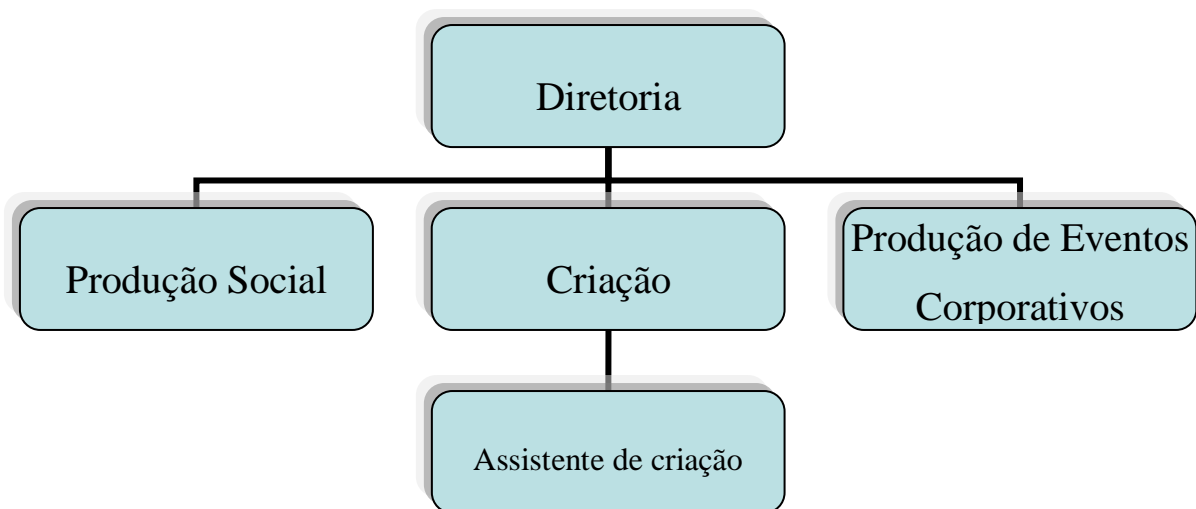 Diretoria
Produção Social
Criação
Produção de Eventos
Corporativos
Assistente de criação